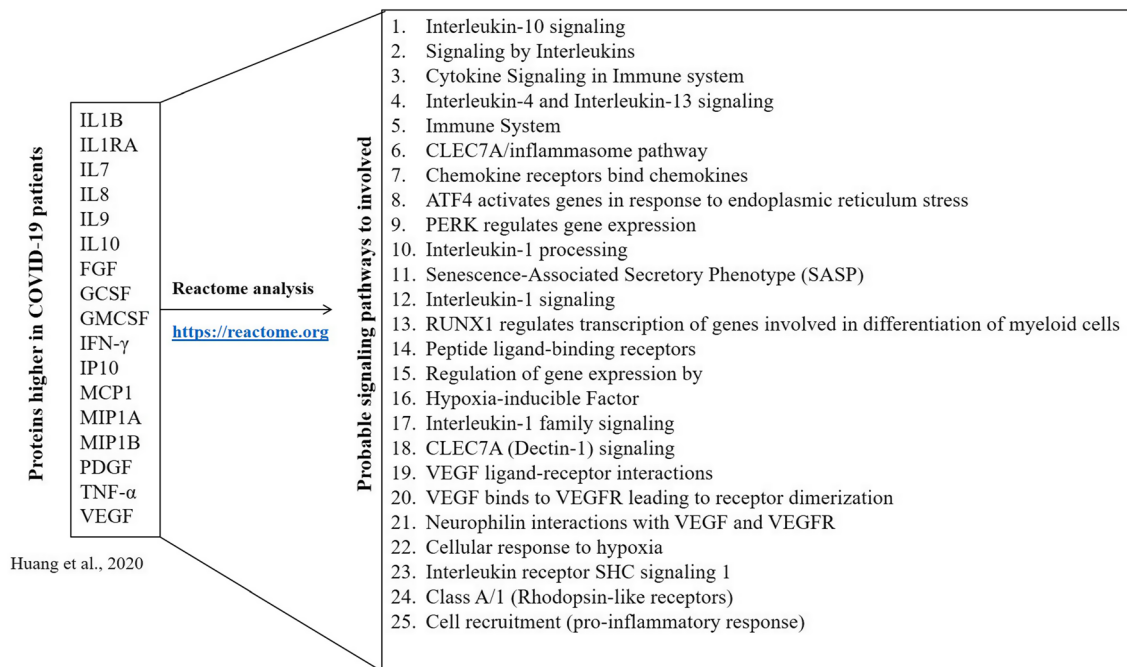 Proteins higher in COVID-19 patients
IL1B
IL1RA
IL7
IL8
IL9
IL10
FGF
GCSF
GMCSF
IFN-γ
IP10
MCP1
MIP1A
MIP1B
PDGF
TNF-α
VEGF
Huang et al., 2020
Reactome analysis
https://reactome.org
Probable signaling pathways to involved
1. Interleukin-10 signaling
2. Signaling by Interleukins
3. Cytokine Signaling in Immune system
4. Interleukin-4 and Interleukin-13 signaling
5. Immune System
6. CLEC7A/inflammasome pathway
7. Chemokine receptors bind chemokines
8. ATF4 activates genes in response to endoplasmic reticulum stress
9. PERK regulates gene expression
10. Interleukin-1 processing
11. Senescence-Associated Secretory Phenotype (SASP)
12. Interleukin-1 signaling
13. RUNX1 regulates transcription of genes involved in differentiation of myeloid cells
14. Peptide ligand-binding receptors
15. Regulation of gene expression by
16. Hypoxia-inducible Factor
17. Interleukin-1 family signaling
18. CLEC7A (Dectin-1) signaling
19. VEGF ligand-receptor interactions
20. VEGF binds to VEGFR leading to receptor dimerization
21. Neurophilin interactions with VEGF and VEGFR
22. Cellular response to hypoxia
23. Interleukin receptor SHC signaling 1
24. Class A/1 (Rhodopsin-like receptors)
25. Cell recruitment (pro-inflammatory response)